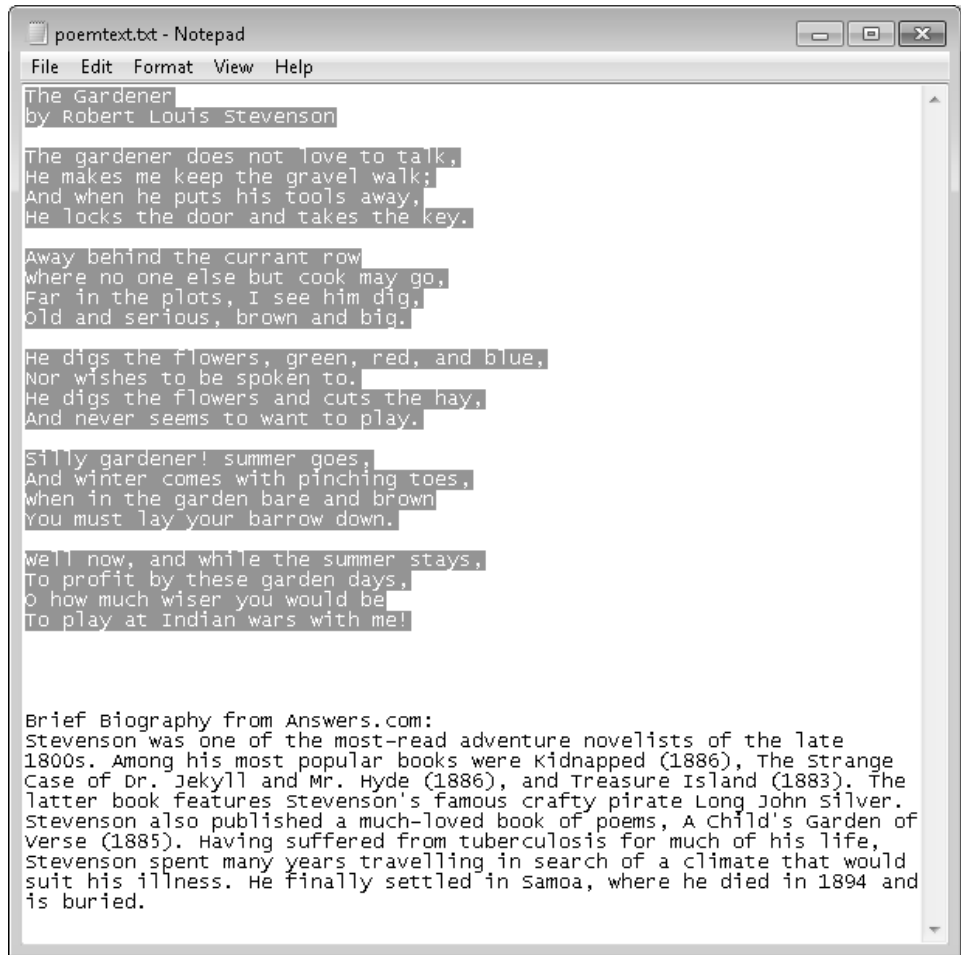 poemtext.txt - Notepad
File Edit Format View Help
The Gardener
by Robert Louis Stevenson
The gardener does not love to talk,
He makes me keep the gravel walk;
And when he puts his tools away,
He locks the door and takes the key.
Away behind the currant row
Where no one else but cook may go,
Far in the plots, I see him dig,
Old and serious, brown and big.
He digs the flowers, green, red, and blue,
Nor wishes to be spoken to.
He digs the flowers and cuts the hay,
And never seems to want to play.
Silly gardener! summer goes,
And winter comes with pinching toes,
When in the garden bare and brown
You must lay your barrow down.
Well now, and while the summer stays,
To profit by these garden days,
O how much wiser you would be
To play at Indian wars with me!
Brief Biography from Answers.com:
Stevenson was one of the most-read adventure novelists of the late
1800s. Among his most popular books were Kidnapped (1886), The Strange
Case of Dr. Jekyll and Mr. Hyde (1886), and Treasure Island (1883). The
latter book features Stevenson's famous crafty pirate Long John Silver.
Stevenson also published a much-loved book of poems, A Child's Garden of
Verse (1885). Having suffered from tuberculosis for much of his life,
Stevenson spent many years travelling in search of a climate that would
suit his illness. He finally settled in Samoa, where he died in 1894 and
is buried.